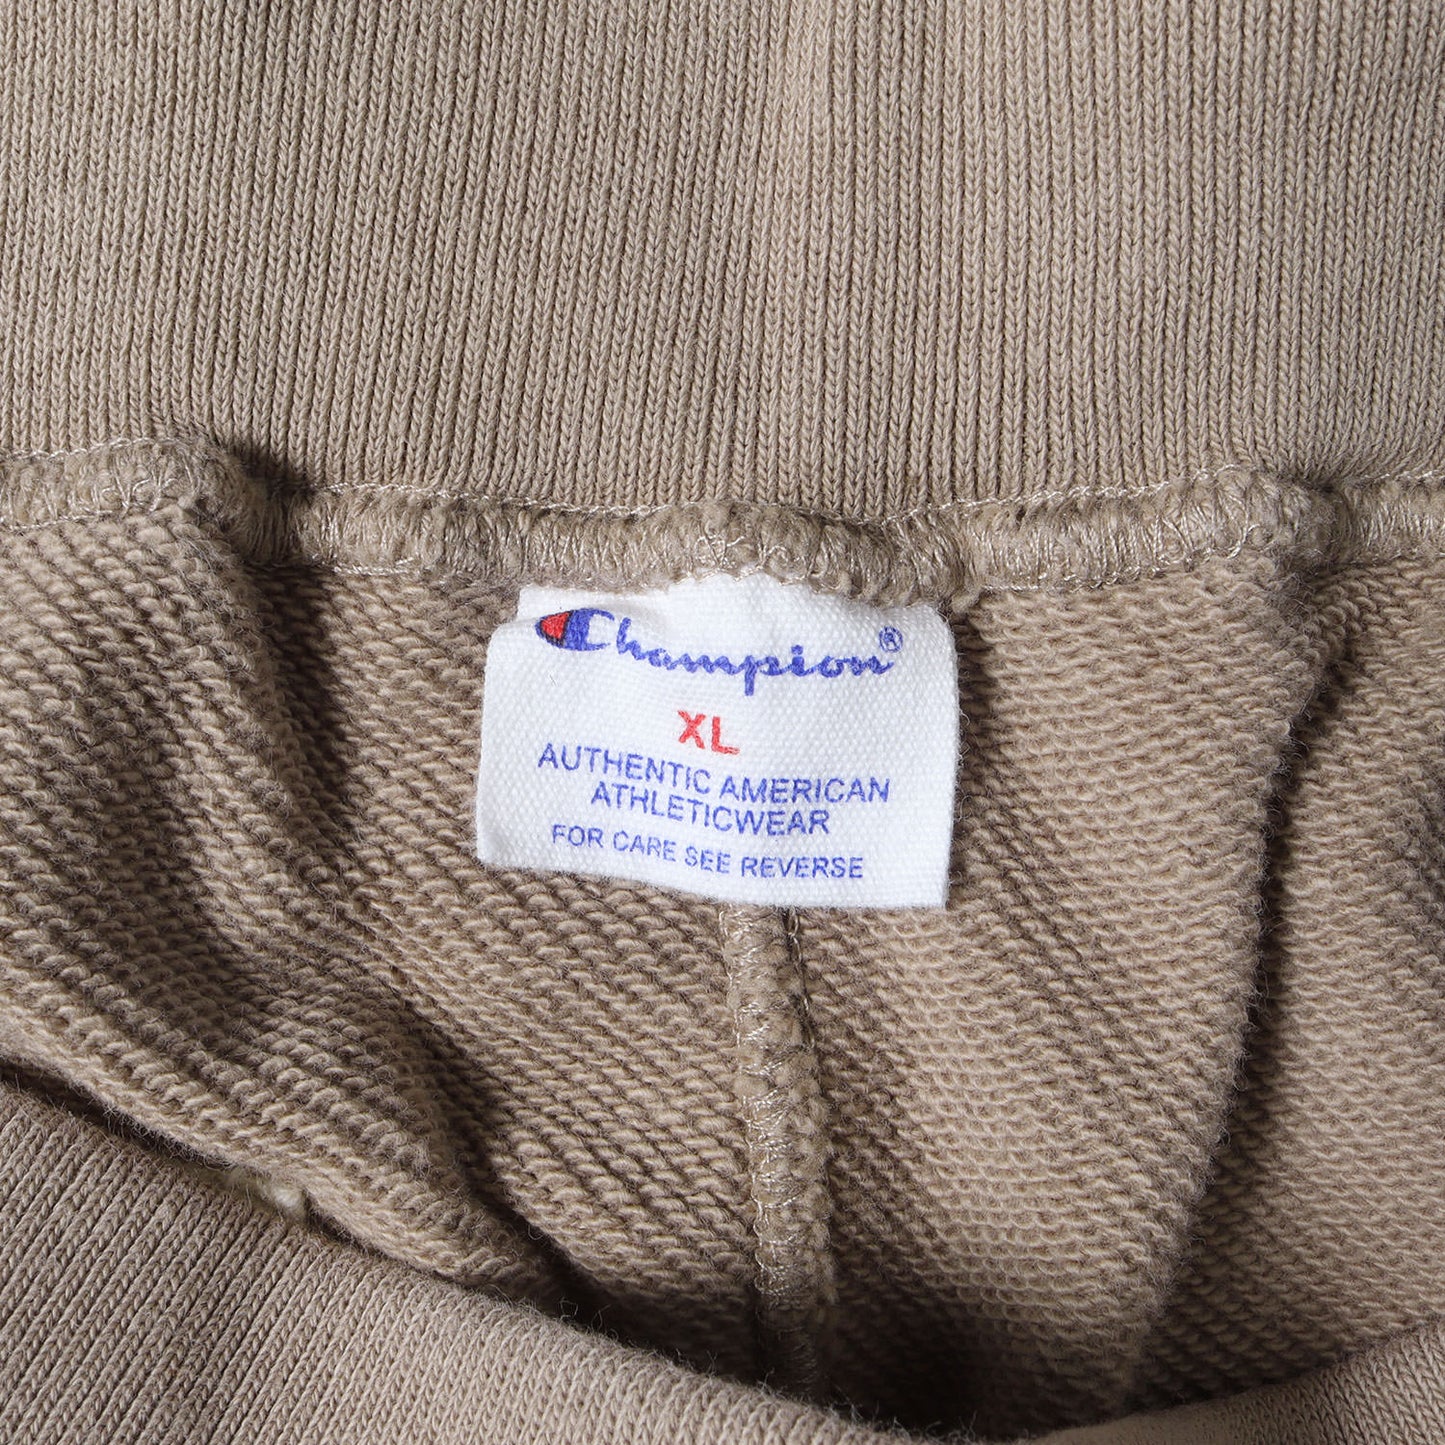 Champion®
XL
AUTHENTIC AMERICAN
ATHLETICWEAR
FOR CARE SEE REVERSE